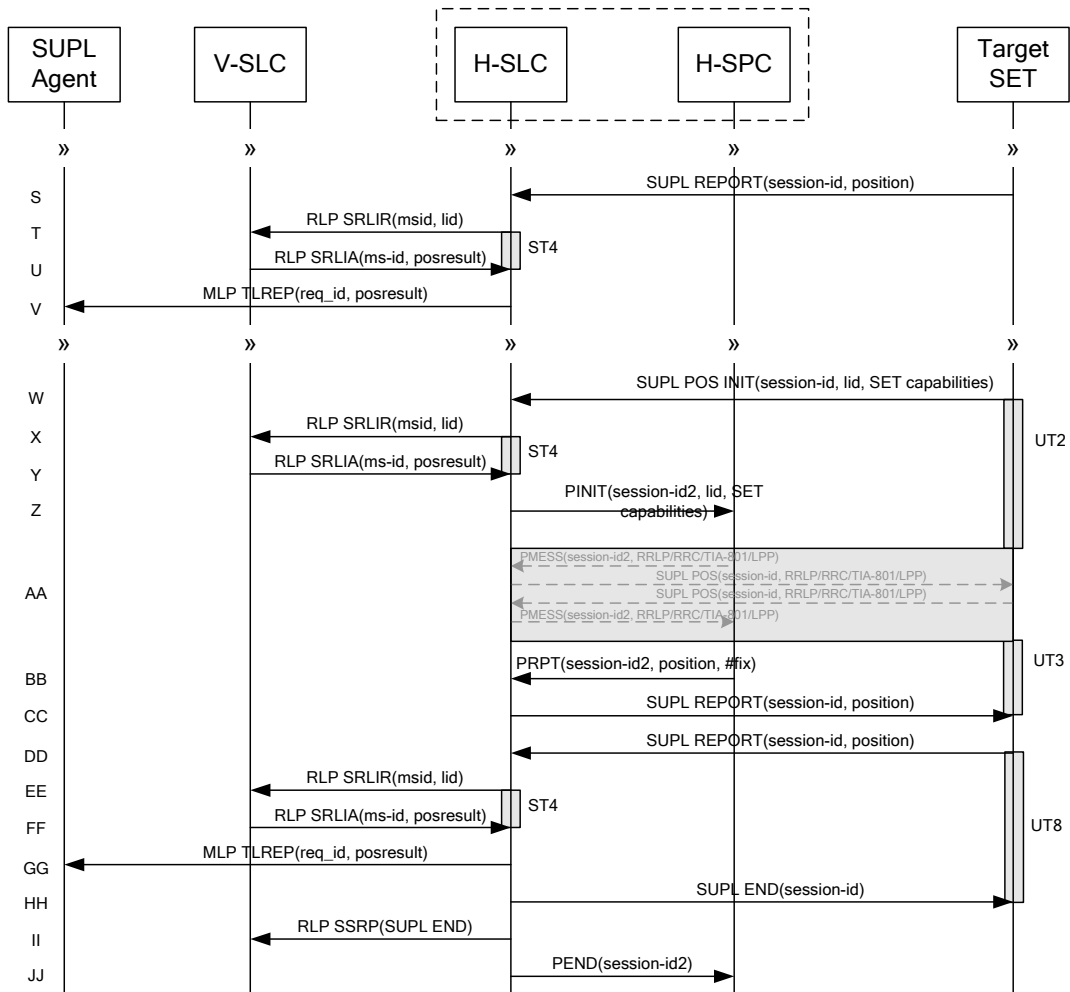 SUPL
Agent
V-SLC
H-SLC
H-SPC
Target
SET
» » » » »
S
SUPL REPORT(session-id, position)
T
RLP SRLIR(msid, lid)
ST4
U
RLP SRLIA(ms-id, posresult)
V
MLP TLREP(req_id, posresult)
» » » » »
W
SUPL POS INIT(session-id, lid, SET capabilities)
X
RLP SRLIR(msid, lid)
ST4
UT2
Y
RLP SRLIA(ms-id, posresult)
Z
PINIT(session-id2, lid, SET
capabilities)
PMESS(session-id2, RRLP/RRC/TIA-801/LPP)
SUPL POS(session-id, RRLP/RRC/TIA-801/LPP)
AA
SUPL POS(session-id, RRLP/RRC/TIA-801/LPP)
PMESS(session-id2, RRLP/RRC/TIA-801/LPP)
UT3
BB
PRPT(session-id2, position, #fix)
CC
SUPL REPORT(session-id, position)
DD
SUPL REPORT(session-id, position)
EE
RLP SRLIR(msid, lid)
ST4
FF
RLP SRLIA(ms-id, posresult)
UT8
GG
MLP TLREP(req_id, posresult)
HH
SUPL END(session-id)
II
RLP SSRP(SUPL END)
JJ
PEND(session-id2)